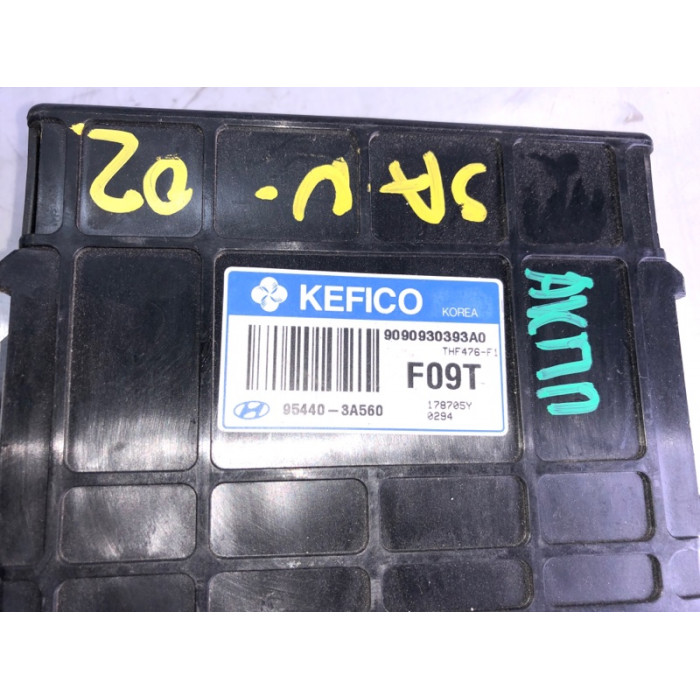 KEFICO KOREA
9090930393A0
THF476-F1
F09T
95440-3A560
178705Y
0294
АКПП